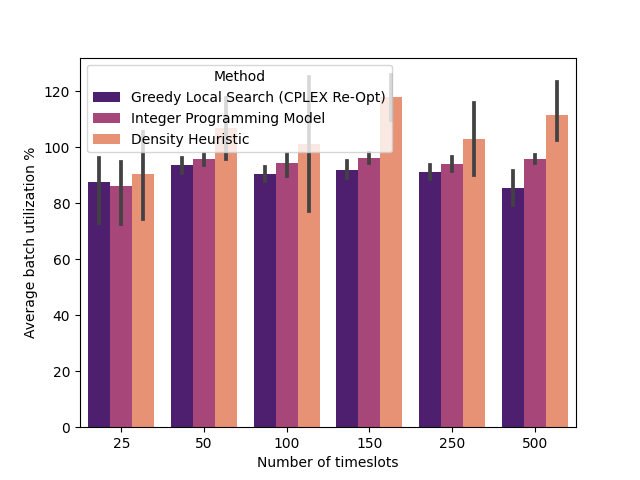 Method
Greedy Local Search (CPLEX Re-Opt)
Integer Programming Model
Density Heuristic
120
100
80
60
40
20
0
Average batch utilization %
25 50 100 150 250 500
Number of timeslots